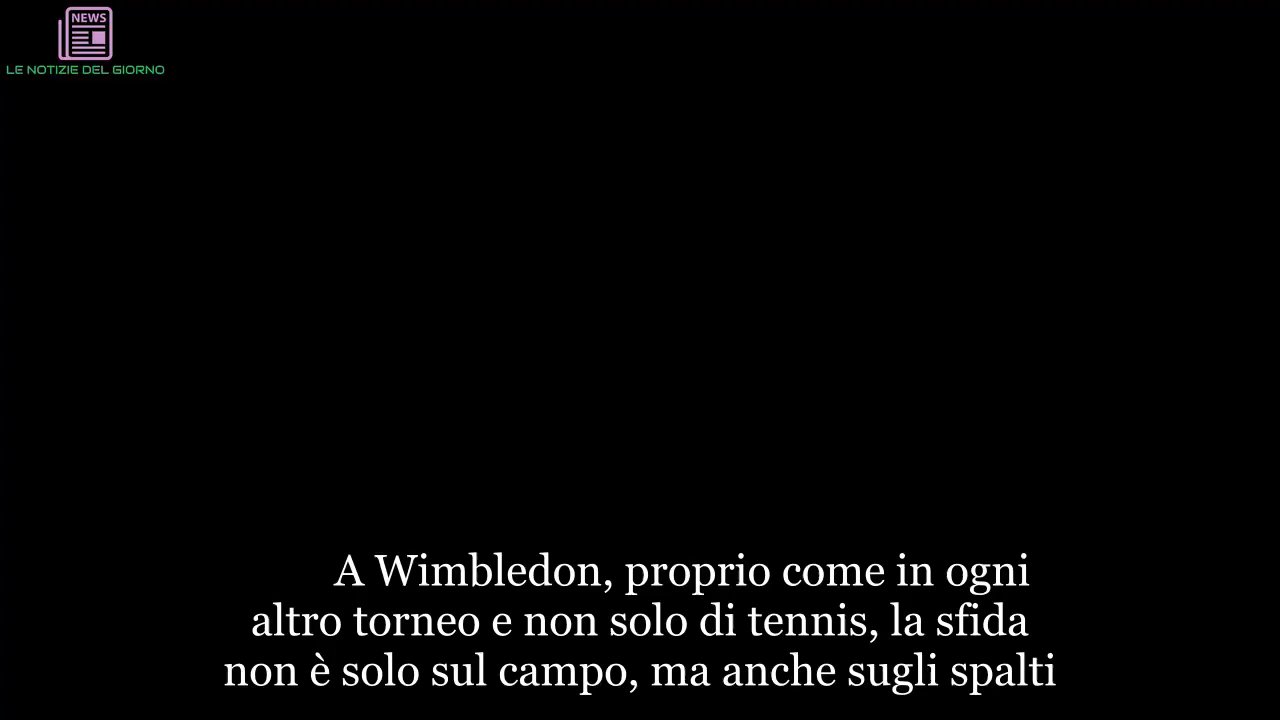 NEWS
LE NOTIZIE DEL GIORNO
A Wimbledon, proprio come in ogni
altro torneo e non solo di tennis, la sfida
non è solo sul campo, ma anche sugli spalti